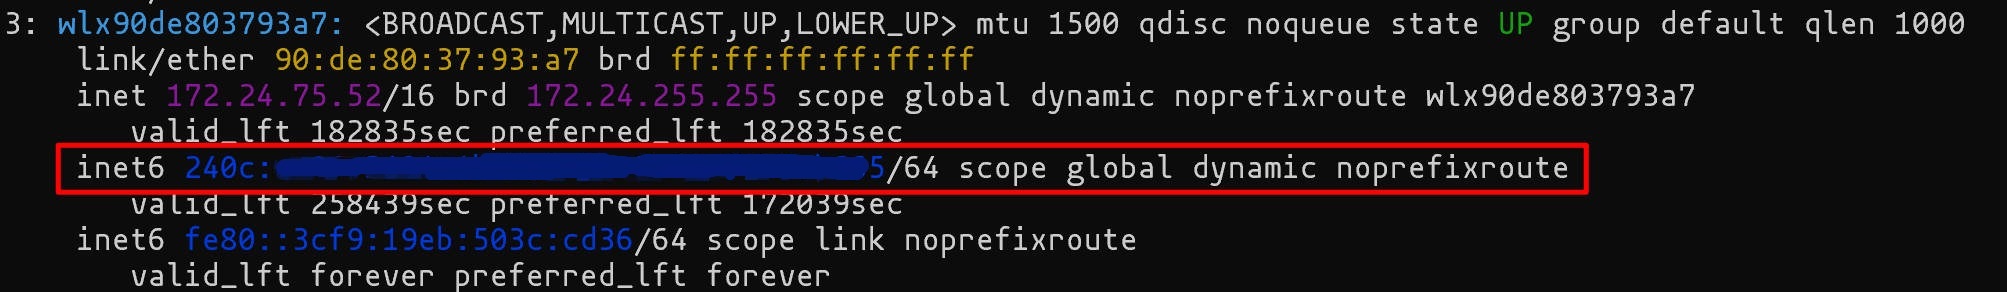 3: wlx90de803793a7: <BROADCAST,MULTICAST,UP,LOWER_UP> mtu 1500 qdisc noqueue state UP group default qlen 1000
link/ether 90:de:80:37:93:a7 brd ff:ff:ff:ff:ff:ff
inet 172.24.75.52/16 brd 172.24.255.255 scope global dynamic noprefixroute wlx90de803793a7
valid_lft 182835sec preferred_lft 182835sec
inet6 240c: 5/64 scope global dynamic noprefixroute
valid_lft 258439sec preferred_lft 172039sec
inet6 fe80::3cf9:19eb:503c:cd36/64 scope link noprefixroute
valid_lft forever preferred_lft forever